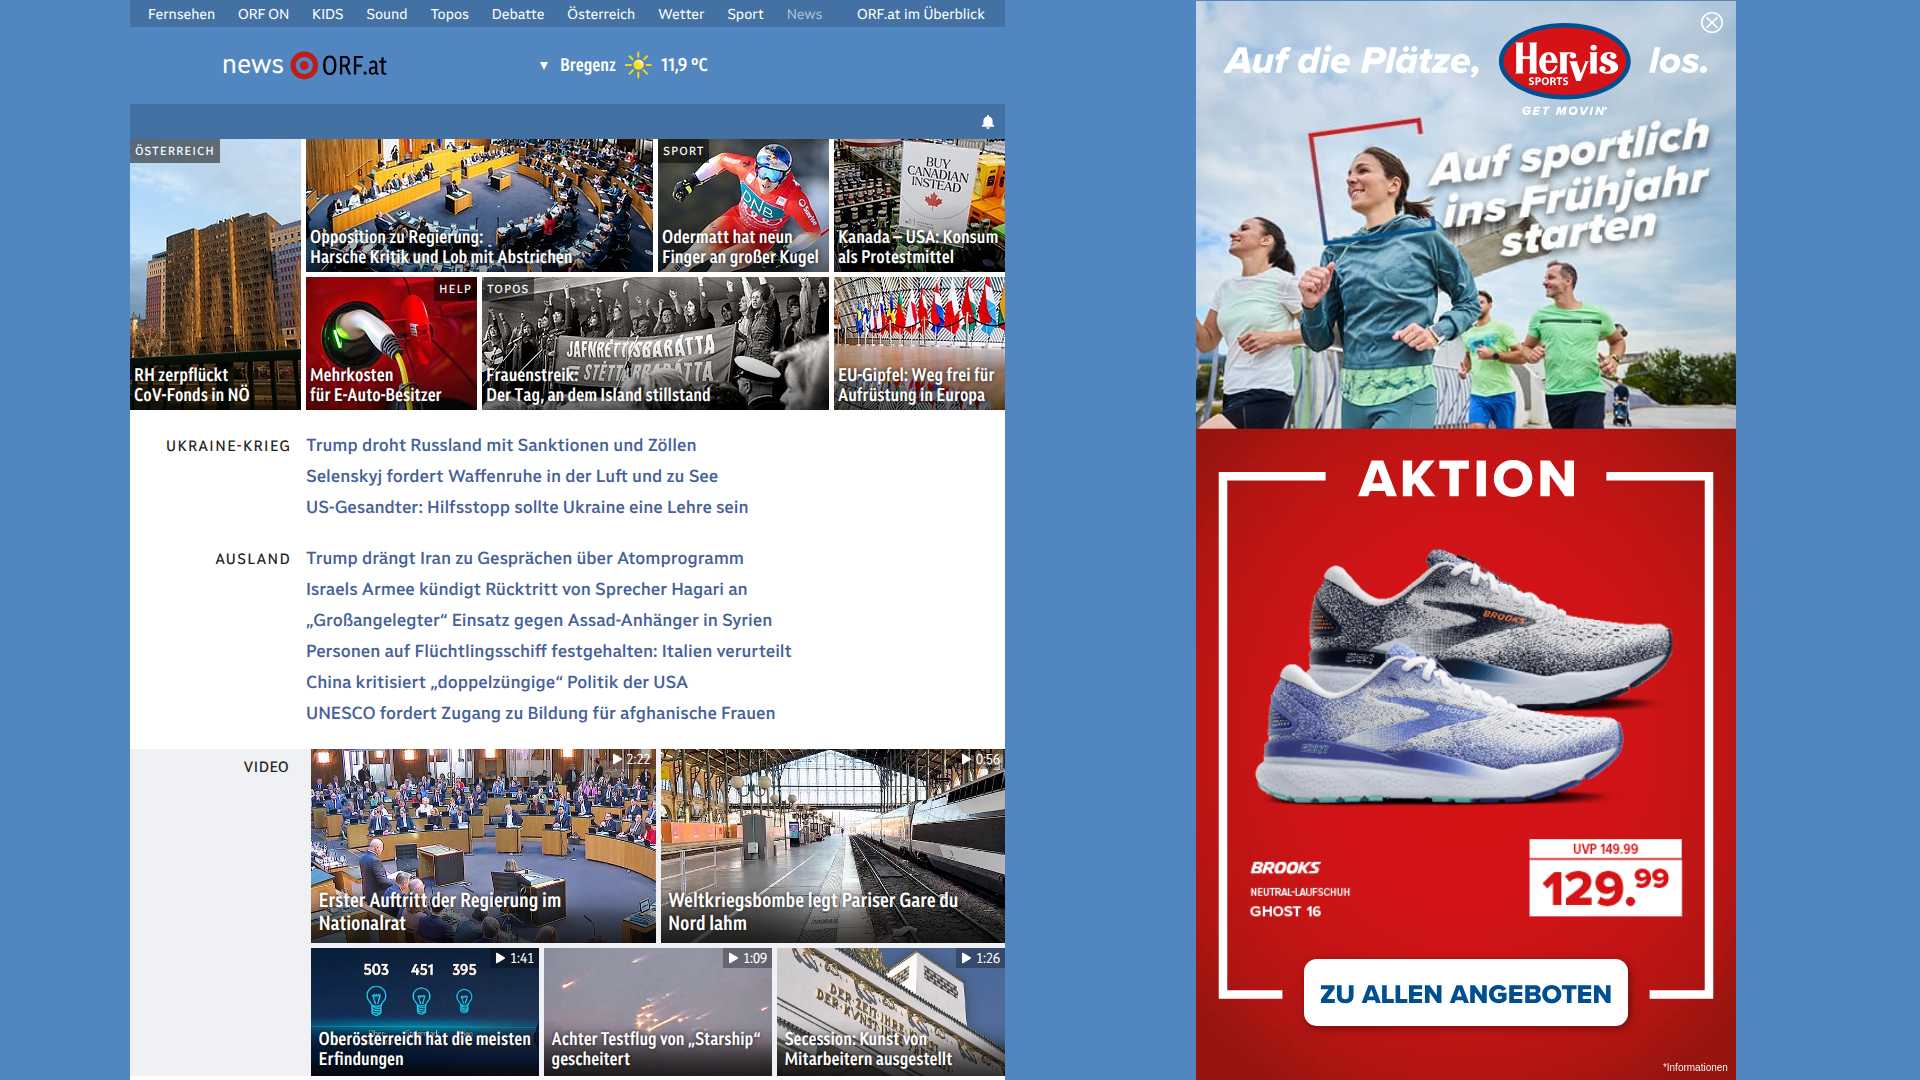 Fernsehen ORF ON KIDS Sound Topos Debatte Österreich Wetter Sport News ORF.at im Überblick
news ORF.at
Bregenz 11,9 °C
ÖSTERREICH
RH zerpflückt
CoV-Fonds in NÖ
Opposition zu Regierung:
Harsche Kritik und Lob mit Abstrichen
SPORT
DNB
Odermatt hat neun
Finger an großer Kugel
BUY
CANADIAN
INSTEAD
Kanada – USA: Konsum
als Protestmittel
HELP
Mehrkosten
für E-Auto-Besitzer
TOPOS
JAFNRÉTTISBARÁTTA
Frauenstreik:
Der Tag, an dem Island stillstand
EU-Gipfel: Weg frei für
Aufrüstung in Europa
UKRAINE-KRIEG
Trump droht Russland mit Sanktionen und Zöllen
Selenskyj fordert Waffenruhe in der Luft und zu See
US-Gesandter: Hilfsstopp sollte Ukraine eine Lehre sein
AUSLAND
Trump drängt Iran zu Gesprächen über Atomprogramm
Israels Armee kündigt Rücktritt von Sprecher Hagari an
„Großangelegter“ Einsatz gegen Assad-Anhänger in Syrien
Personen auf Flüchtlingsschiff festgehalten: Italien verurteilt
China kritisiert „doppelzüngige“ Politik der USA
UNESCO fordert Zugang zu Bildung für afghanische Frauen
VIDEO
2:22
Erster Auftritt der Regierung im
Nationalrat
0:56
Weltkriegsbombe legt Pariser Gare du
Nord lahm
1:41
503 451 395
Oberösterreich hat die meisten
Erfindungen
1:09
Achter Testflug von „Starship“
gescheitert
1:26
DER ZEIT IHRE
DER KUNST
Secession: Kunst von
Mitarbeitern ausgestellt
Auf die Plätze, Hervis los.
SPORTS
GET MOVIN'
Auf sportlich
ins Frühjahr
starten
AKTION
BROOKS
UVP 149.99
129.99
BROOKS
NEUTRAL-LAUFSCHUH
GHOST 16
ZU ALLEN ANGEBOTEN
*Informationen